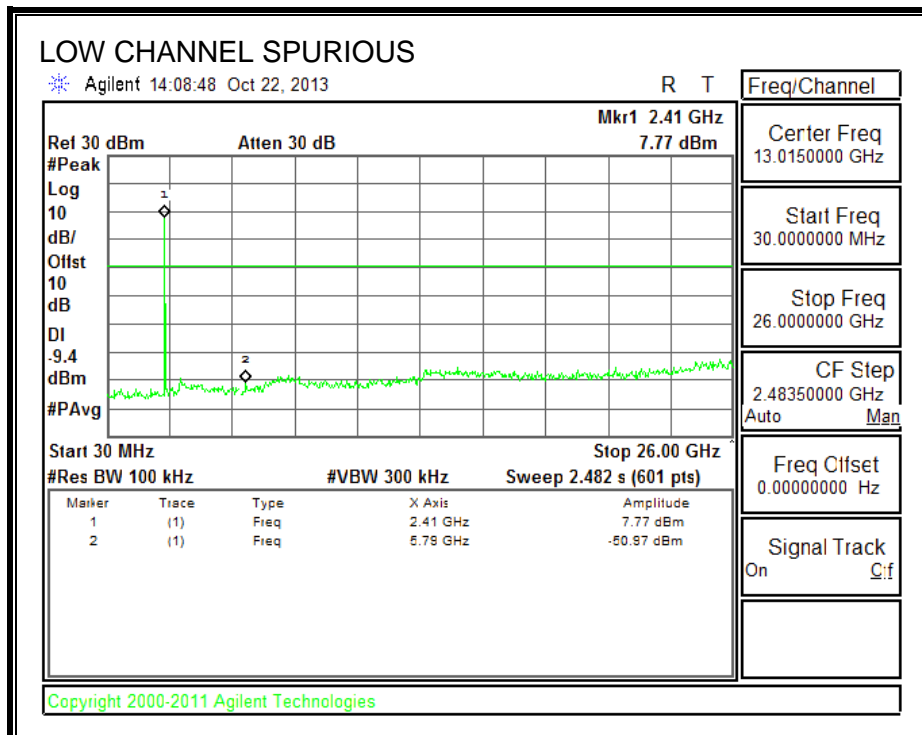 LOW CHANNEL SPURIOUS
Agilent 14:08:48 Oct 22, 2013
R T
Mkr1 2.41 GHz
Ref 30 dBm
Atten 30 dB
7.77 dBm
#Peak
Log
10
dB/
Offst
10
dB
DI
-9.4
dBm
#PAvg
1
2
Start 30 MHz
Stop 26.00 GHz
#Res BW 100 kHz
#VBW 300 kHz
Sweep 2.482 s (601 pts)
Marker Trace Type X Axis Amplitude
1 (1) Freq 2.41 GHz 7.77 dBm
2 (1) Freq GHz dBm
Copyright 2000-2011 Agilent Technologies
Freq/Channel
Center Freq
13.0150000 GHz
Start Freq
30.0000000 MHz
Stop Freq
26.0000000 GHz
CF Step
2.48350000 GHz
Auto Man
Freq Offset
0.00000000 Hz
Signal Track
On Off